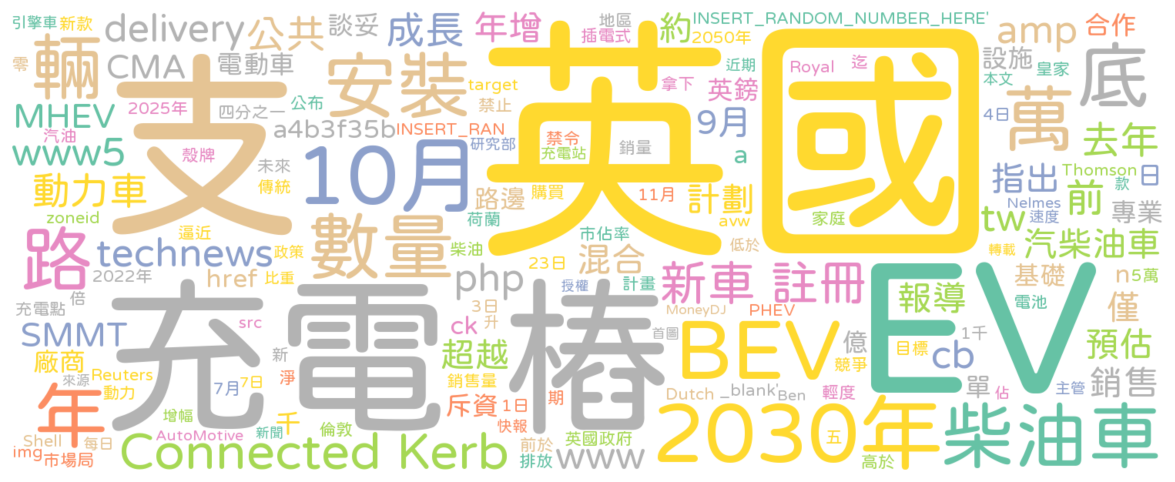 引擎車 新款 delivery 公共 談妥 成長 年增 地區 插電式 約 INSERT_RANDOM_NUMBER_HERE' 2050年 amp 合作
零 輛 CMA 電動車 安裝 target 禁止 英 國 近期 拿下 英鎊 Royal 迄 設施 本文 皇家 底
MHEV 2025年 四分之一 公布 支 a4b3f35b INSERT_RAN 研究部 禁令 充電站 銷量 9月 4日 萬 去年
汽油 www5 殼牌 未來 傳統 10月 路邊 荷蘭 購買 11月 a 計劃 avw 家庭 指出 Nelmes 速度 Thomson 款 日 前 專業
動力車 zoneid 逼近 政策 數量 柴油 市佔率 23日 混合 低於 tw 轉載 汽柴油車
路 technews 2022年 href 比重 php 3日 升 授權 計畫 新車 註冊 EV 報導 基礎 電池 n 5萬 僅
充電點 倍 SMMT src 充 電 樁 ck 首圖 MoneyDJ PHEV BEV 億 1千 目標 競爭 cb 預估
廠商 來源 Reuters 動力 7月 7日 新 淨 超越 銷售量 Dutch _blank' Ben 輕度 單 佔 主管 銷售
年 增幅 新聞 千 倫敦 斥資 1日 快報 期 2030年 五 高於 柴油車
Shell 每日 img 市場局 AutoMotive Connected Kerb 前於 排放 英國政府 www